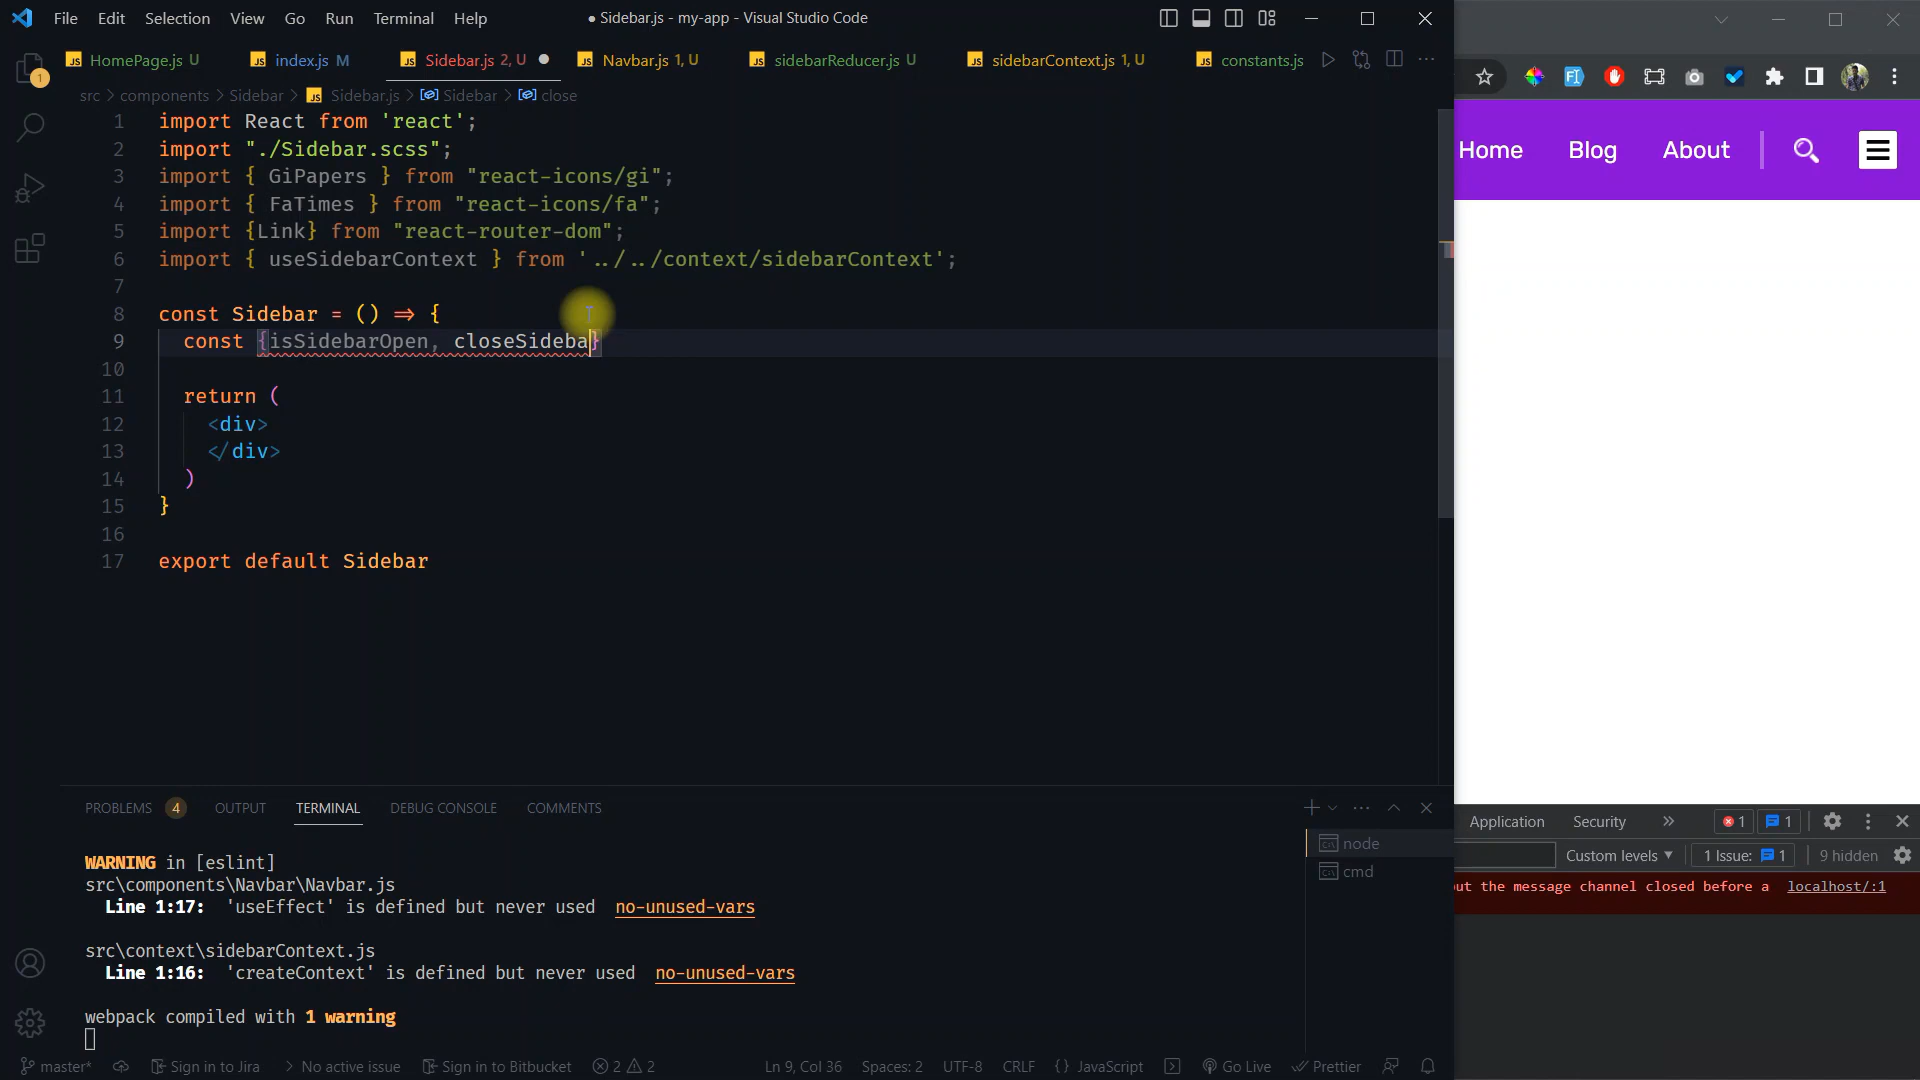 File Edit Selection View Go Run Terminal Help
● Sidebar.js - my-app - Visual Studio Code
HomePage.js U index.js M Sidebar.js 2, U Navbar.js 1, U sidebarReducer.js U sidebarContext.js 1, U constants.js
src > components > Sidebar > Sidebar.js > Sidebar > close
1 import React from 'react';
2 import "./Sidebar.scss";
3 import { GiPapers } from "react-icons/gi";
4 import { FaTimes } from "react-icons/fa";
5 import {Link} from "react-router-dom";
6 import { useSidebarContext } from '../../context/sidebarContext';
7
8 const Sidebar = () => {
9 const {isSidebarOpen, closeSideba}
10
11 return (
12 <div>
13 </div>
14 )
15 }
16
17 export default Sidebar
Home Blog About
PROBLEMS 4 OUTPUT TERMINAL DEBUG CONSOLE COMMENTS
WARNING in [eslint]
src\components\Navbar\Navbar.js
Line 1:17: 'useEffect' is defined but never used no-unused-vars
src\context\sidebarContext.js
Line 1:16: 'createContext' is defined but never used no-unused-vars
webpack compiled with 1 warning
node
cmd
Application Security » 1 1
Custom levels 1 Issue: 1 9 hidden
ut the message channel closed before a localhost/:1
master* Sign in to Jira No active issue Sign in to Bitbucket 2 2 Ln 9, Col 36 Spaces: 2 UTF-8 CRLF {} JavaScript Go Live Prettier
1